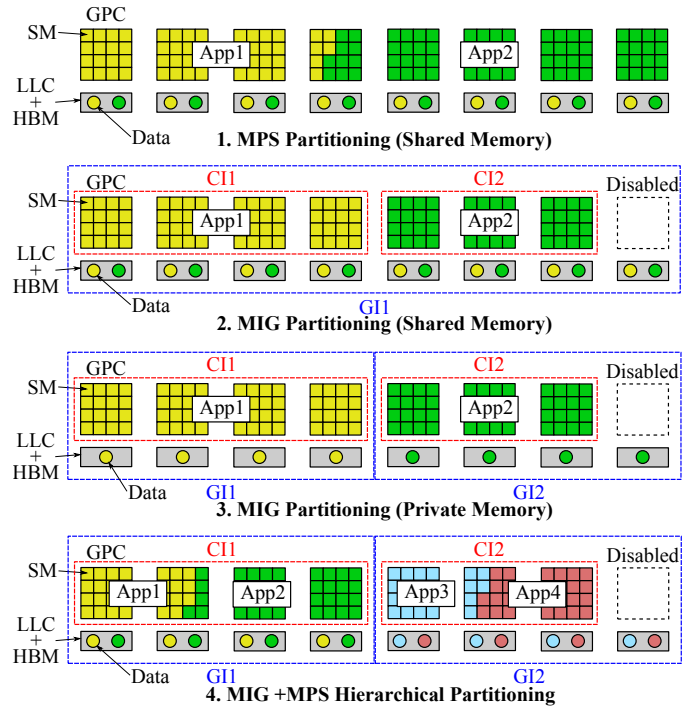 GPC
SM
App1
App2
LLC
+
HBM
Data
1. MPS Partitioning (Shared Memory)
GPC
CI1
CI2
Disabled
SM
App1
App2
LLC
+
HBM
Data
GI1
2. MIG Partitioning (Shared Memory)
GPC
CI1
CI2
Disabled
SM
App1
App2
LLC
+
HBM
Data
GI1
GI2
3. MIG Partitioning (Private Memory)
GPC
CI1
CI2
Disabled
SM
App1
App2
App3
App4
LLC
+
HBM
Data
GI1
GI2
4. MIG +MPS Hierarchical Partitioning